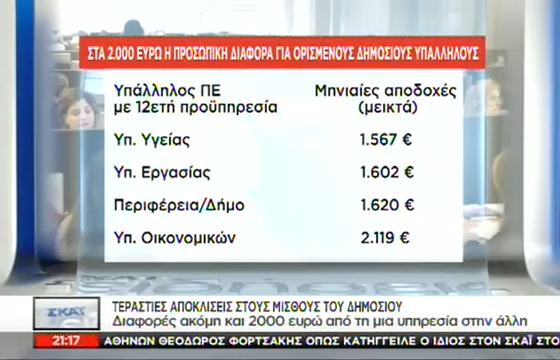 ΣΤΑ 2.000 ΕΥΡΩ Η ΠΡΟΣΩΠΙΚΗ ΔΙΑΦΟΡΑ ΓΙΑ ΟΡΙΣΜΕΝΟΥΣ ΔΗΜΟΣΙΟΥΣ ΥΠΑΛΛΗΛΟΥΣ
Υπάλληλος ΠΕ με 12ετή προϋπηρεσία Μηνιαίες αποδοχές (μεικτά)
Υπ. Υγείας 1.567 €
Υπ. Εργασίας 1.602 €
Περιφέρεια/Δήμο 1.620 €
Υπ. Οικονομικών 2.119 €
ΣΚΑΪ
ΤΕΡΑΣΤΙΕΣ ΑΠΟΚΛΙΣΕΙΣ ΣΤΟΥΣ ΜΙΣΘΟΥΣ ΤΟΥ ΔΗΜΟΣΙΟΥ
Διαφορές ακόμη και 2000 ευρώ από τη μια υπηρεσία στην άλλη
21:17 ΑΘΗΝΩΝ ΘΕΟΔΩΡΟΣ ΦΟΡΤΣΑΚΗΣ ΟΠΩΣ ΚΑΤΗΓΓΕΙΛΕ Ο ΙΔΙΟΣ ΣΤΟΝ ΣΚΑΪ ΣΤ